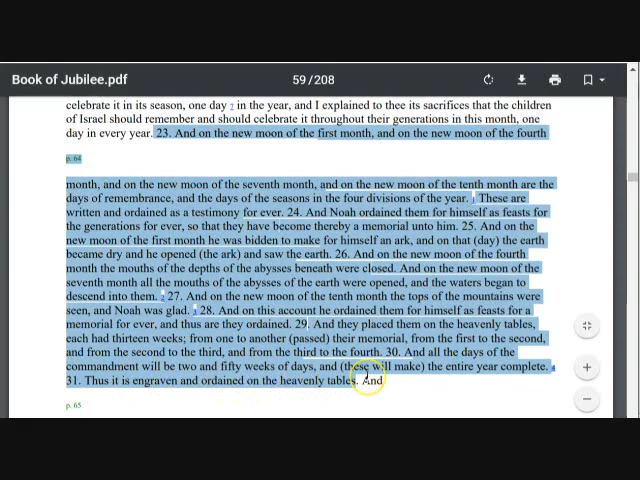 Book of Jubilee.pdf
59 / 208
celebrate it in its season, one day 2 in the year, and I explained to thee its sacrifices that the children
of Israel should remember and should celebrate it throughout their generations in this month, one
day in every year. 23. And on the new moon of the first month, and on the new moon of the fourth
p. 64
month, and on the new moon of the seventh month, and on the new moon of the tenth month are the
days of remembrance, and the days of the seasons in the four divisions of the year. 1 These are
written and ordained as a testimony for ever. 24. And Noah ordained them for himself as feasts for
the generations for ever, so that they have become thereby a memorial unto him. 25. And on the
new moon of the first month he was bidden to make for himself an ark, and on that (day) the earth
became dry and he opened (the ark) and saw the earth. 26. And on the new moon of the fourth
month the mouths of the depths of the abysses beneath were closed. And on the new moon of the
seventh month all the mouths of the abysses of the earth were opened, and the waters began to
descend into them. 2 27. And on the new moon of the tenth month the tops of the mountains were
seen, and Noah was glad. 3 28. And on this account he ordained them for himself as feasts for a
memorial for ever, and thus are they ordained. 29. And they placed them on the heavenly tables,
each had thirteen weeks; from one to another (passed) their memorial, from the first to the second,
and from the second to the third, and from the third to the fourth. 30. And all the days of the
commandment will be two and fifty weeks of days, and (these will make) the entire year complete. 4
31. Thus it is engraven and ordained on the heavenly tables. And
p. 65